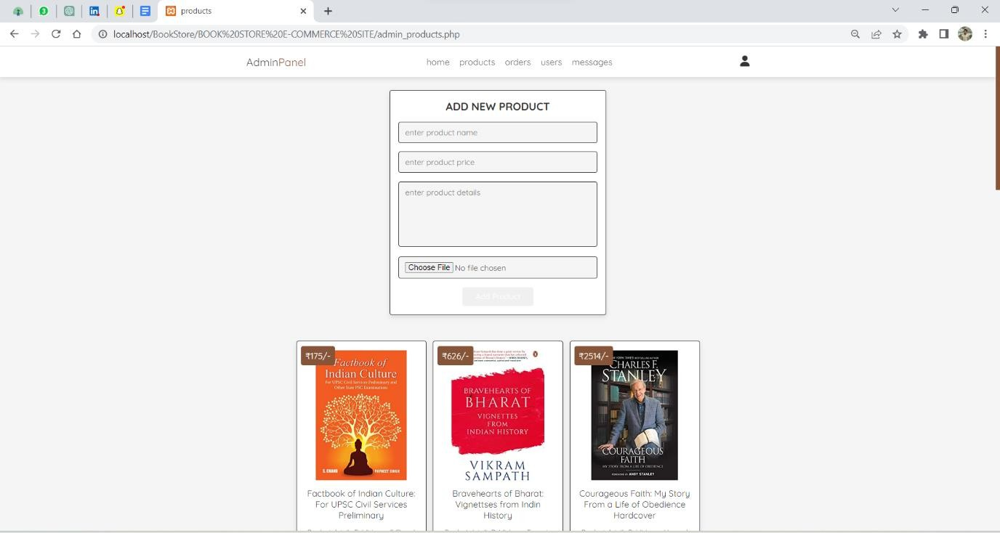 products
localhost/BookStore/BOOK%20STORE%20E-COMMERCE%20SITE/admin_products.php
AdminPanel
home products orders users messages
ADD NEW PRODUCT
enter product name
enter product price
enter product details
Choose File No file chosen
Add Product
₹175/-
Factbook of
Indian Culture
For UPSC Civil Services Preliminary and
Other State PSC Examinations
S. CHAND
PAVNEET SINGH
Factbook of Indian Culture:
For UPSC Civil Services
Preliminary
₹626/-
BRAVEHEARTS OF
BHARAT
VIGNETTES
FROM
INDIAN HISTORY
VIKRAM
SAMPATH
Bravehearts of Bharat:
Vignettses from Indin
History
₹2514/-
NEW YORK TIMES BESTSELLING AUTHOR
CHARLES F.
STANLEY
COURAGEOUS
FAITH
MY STORY FROM A LIFE OF OBEDIENCE
FOREWORD BY ANDY STANLEY
Courageous Faith: My Story
From a Life of Obedience
Hardcover